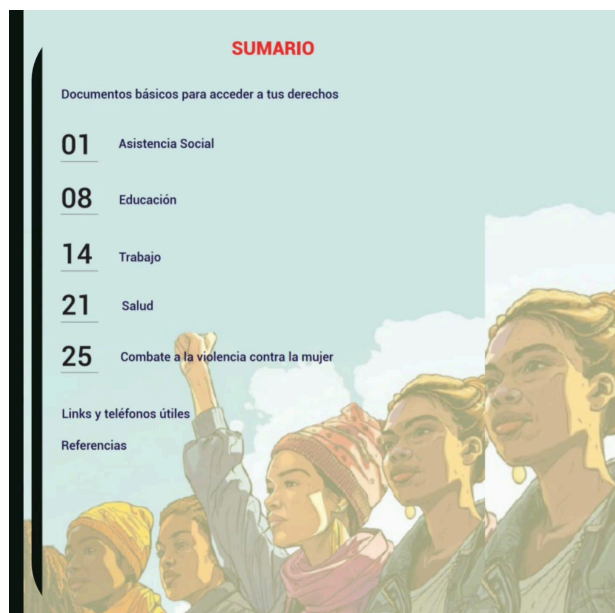 SUMARIO
Documentos básicos para acceder a tus derechos
01 Asistencia Social
08 Educación
14 Trabajo
21 Salud
25 Combate a la violencia contra la mujer
Links y teléfonos útiles
Referencias